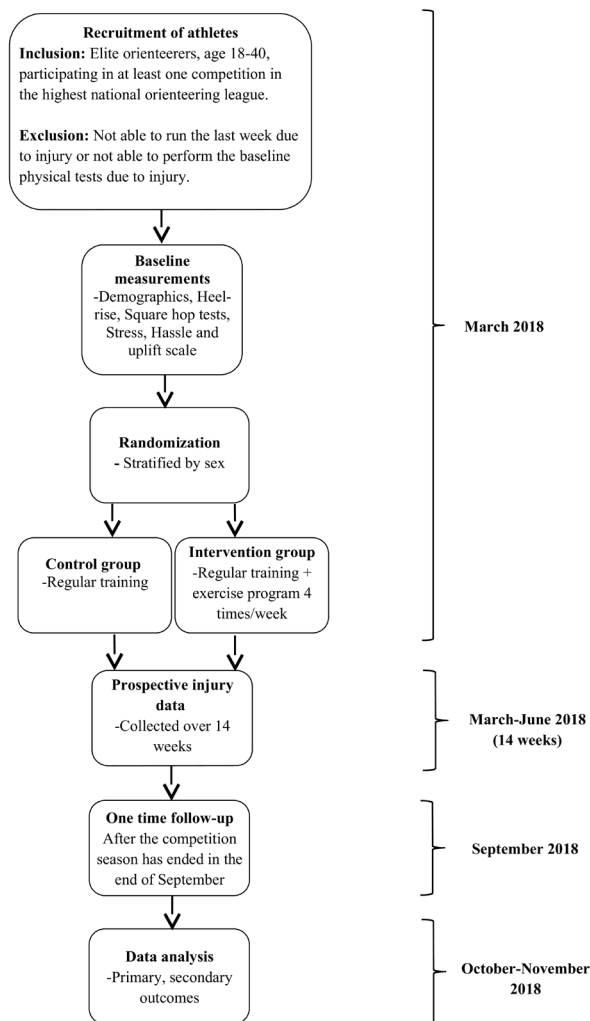 Recruitment of athletes
Inclusion: Elite orienteerers, age 18-40,
participating in at least one competition in
the highest national orienteering league.
Exclusion: Not able to run the last week due
to injury or not able to perform the baseline
physical tests due to injury.
Baseline
measurements
-Demographics, Heel-
rise, Square hop tests,
Stress, Hassle and
uplift scale
March 2018
Randomization
- Stratified by sex
Control group
-Regular training
Intervention group
-Regular training +
exercise program 4
times/week
Prospective injury
data
-Collected over 14
weeks
March-June 2018
(14 weeks)
One time follow-up
After the competition
season has ended in the
end of September
September 2018
Data analysis
-Primary, secondary
outcomes
October-November
2018